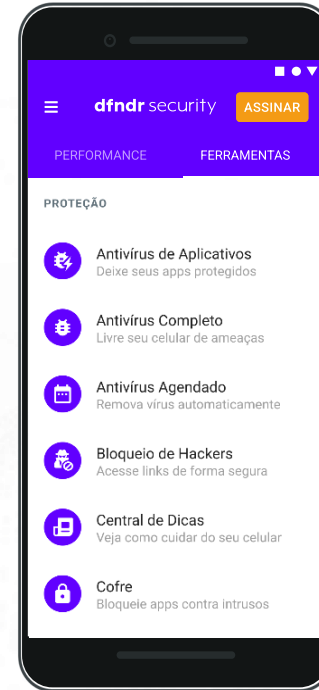 dfndr security
ASSINAR
PERFORMANCE
FERRAMENTAS
PROTEÇÃO
Antivírus de Aplicativos
Deixe seus apps protegidos
Antivírus Completo
Livre seu celular de ameaças
Antivírus Agendado
Remova vírus automaticamente
Bloqueio de Hackers
Acesse links de forma segura
Central de Dicas
Veja como cuidar do seu celular
Cofre
Bloqueie apps contra intrusos